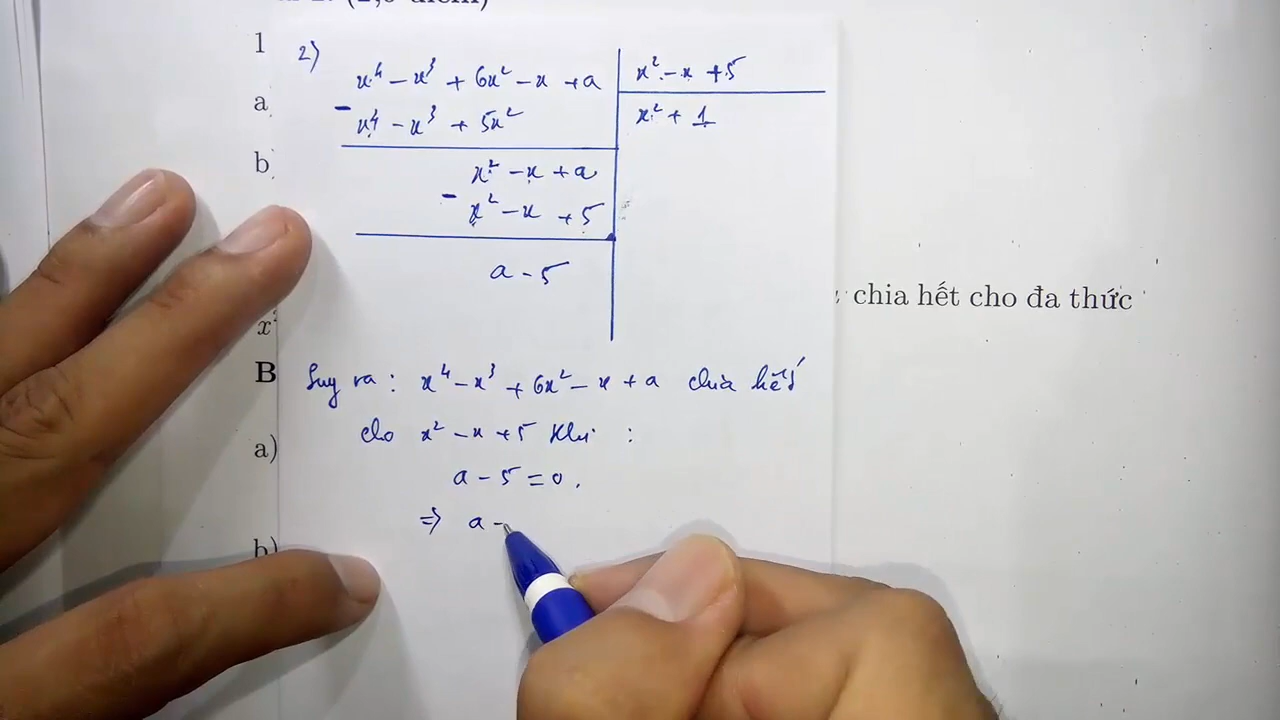 1
2)
x⁴ - x³ + 6x² - x + a
x² - x + 5
a
- x⁴ - x³ + 5x²
x² + 1
b
x² - x + a
- x² - x + 5
a - 5
chia hết cho đa thức
B
Suy ra : x⁴ - x³ + 6x² - x + a chia hết
cho x² - x + 5 khi :
a)
a - 5 = 0 .
⇒ a -
b)